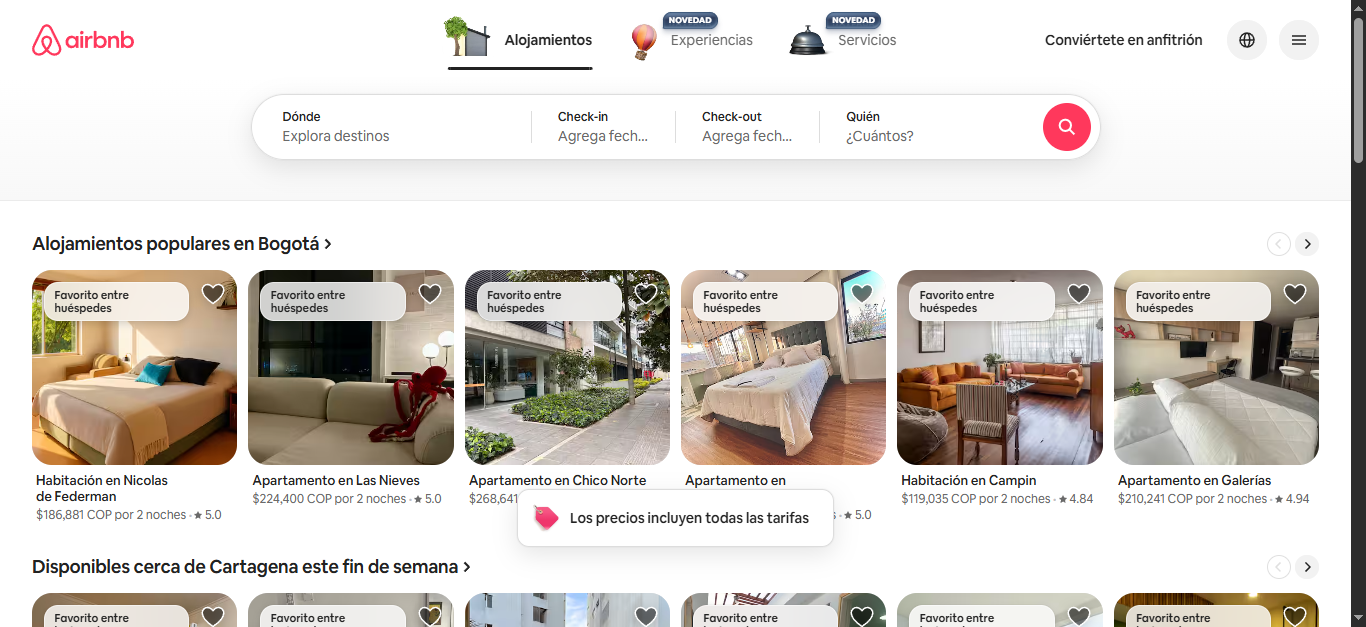 airbnb
Alojamientos
NOVEDAD
Experiencias
NOVEDAD
Servicios
Conviértete en anfitrión
Dónde
Explora destinos
Check-in
Agrega fech...
Check-out
Agrega fech...
Quién
¿Cuántos?
Alojamientos populares en Bogotá
Favorito entre
huéspedes
Favorito entre
huéspedes
Favorito entre
huéspedes
Favorito entre
huéspedes
Favorito entre
huéspedes
Favorito entre
huéspedes
Habitación en Nicolas
de Federman
$186,881 COP por 2 noches · ★ 5.0
Apartamento en Las Nieves
$224,400 COP por 2 noches · ★ 5.0
Apartamento en Chico Norte
$268,641
Apartamento en
★ 5.0
Habitación en Campin
$119,035 COP por 2 noches · ★ 4.84
Apartamento en Galerías
$210,241 COP por 2 noches · ★ 4.94
Los precios incluyen todas las tarifas
Disponibles cerca de Cartagena este fin de semana
Favorito entre
Favorito entre
Favorito entre
Favorito entre
Favorito entre